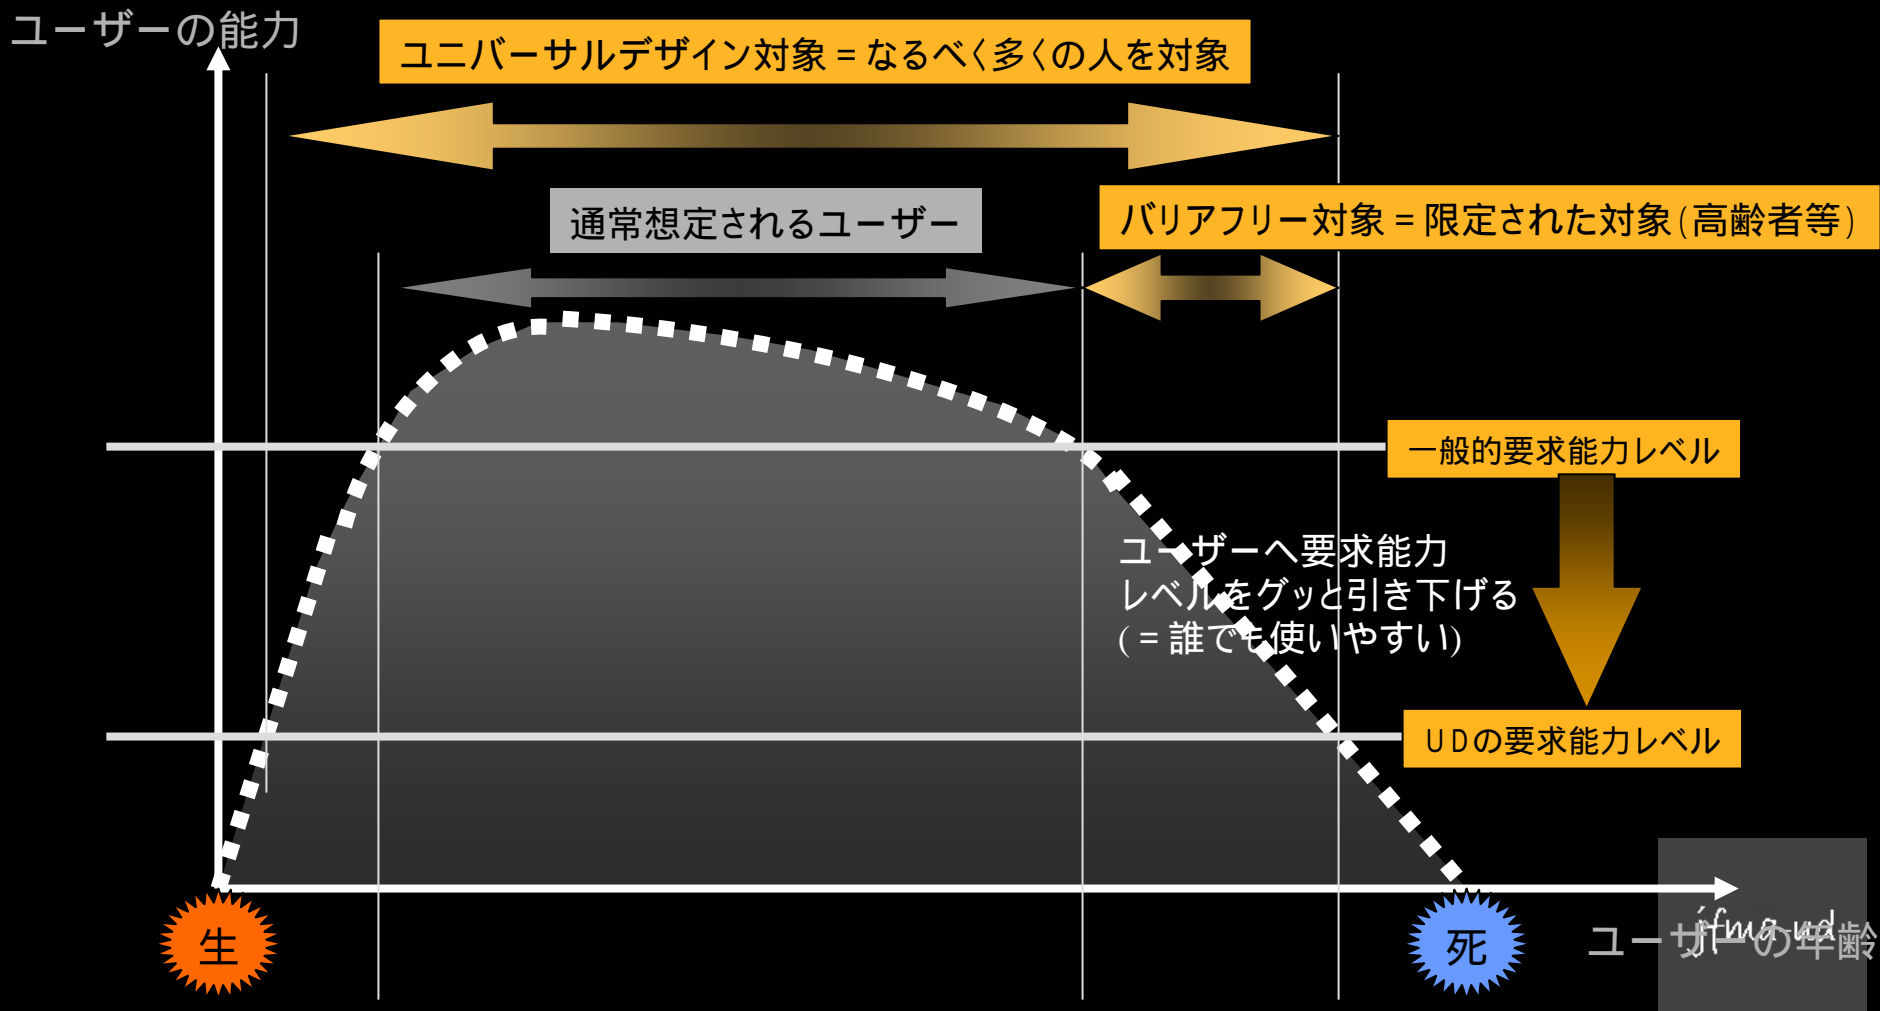 ユーザーの能力
ユニバーサルデザイン対象 = なるべく多くの人を対象
通常想定されるユーザー
バリアフリー対象 = 限定された対象(高齢者等)
一般的要求能力レベル
ユーザーへ要求能力
レベルをグッと引き下げる
( = 誰でも使いやすい)
UDの要求能力レベル
生
死
jfma-ud
ユーザーの年齢